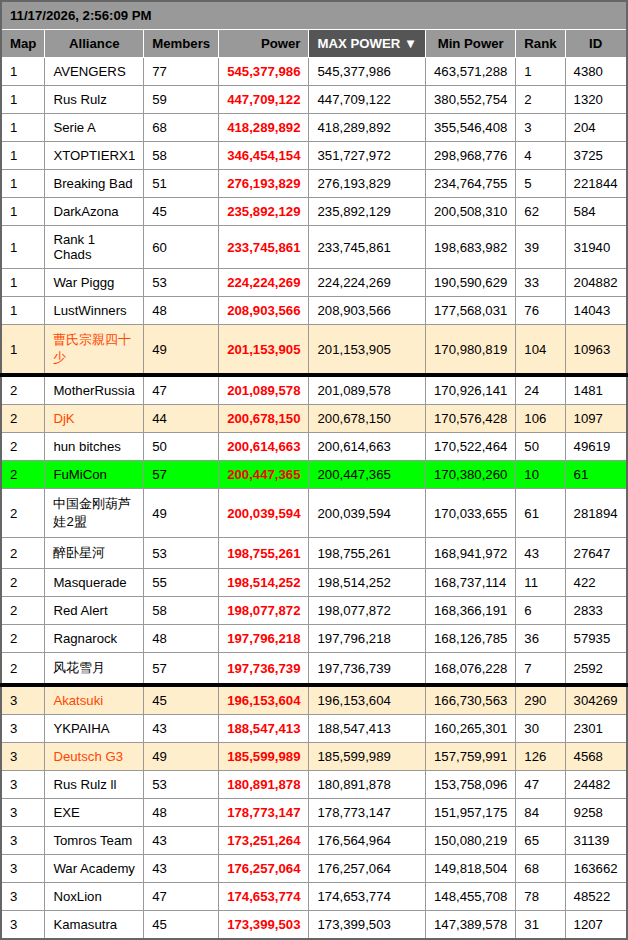 11/17/2026, 2:56:09 PM
Map Alliance Members Power MAX POWER ▼ Min Power Rank ID
1 AVENGERS 77 545,377,986 545,377,986 463,571,288 1 4380
1 Rus Rulz 59 447,709,122 447,709,122 380,552,754 2 1320
1 Serie A 68 418,289,892 418,289,892 355,546,408 3 204
1 XTOPTIERX1 58 346,454,154 351,727,972 298,968,776 4 3725
1 Breaking Bad 51 276,193,829 276,193,829 234,764,755 5 221844
1 DarkAzona 45 235,892,129 235,892,129 200,508,310 62 584
1 Rank 1 Chads 60 233,745,861 233,745,861 198,683,982 39 31940
1 War Piggg 53 224,224,269 224,224,269 190,590,629 33 204882
1 LustWinners 48 208,903,566 208,903,566 177,568,031 76 14043
1 曹氏宗親四十少 49 201,153,905 201,153,905 170,980,819 104 10963
2 MotherRussia 47 201,089,578 201,089,578 170,926,141 24 1481
2 DjK 44 200,678,150 200,678,150 170,576,428 106 1097
2 hun bitches 50 200,614,663 200,614,663 170,522,464 50 49619
2 FuMiCon 57 200,447,365 200,447,365 170,380,260 10 61
2 中国金刚葫芦娃2盟 49 200,039,594 200,039,594 170,033,655 61 281894
2 醉卧星河 53 198,755,261 198,755,261 168,941,972 43 27647
2 Masquerade 55 198,514,252 198,514,252 168,737,114 11 422
2 Red Alert 58 198,077,872 198,077,872 168,366,191 6 2833
2 Ragnarock 48 197,796,218 197,796,218 168,126,785 36 57935
2 风花雪月 57 197,736,739 197,736,739 168,076,228 7 2592
3 Akatsuki 45 196,153,604 196,153,604 166,730,563 290 304269
3 YKPAIHA 43 188,547,413 188,547,413 160,265,301 30 2301
3 Deutsch G3 49 185,599,989 185,599,989 157,759,991 126 4568
3 Rus Rulz ll 53 180,891,878 180,891,878 153,758,096 47 24482
3 EXE 48 178,773,147 178,773,147 151,957,175 84 9258
3 Tomros Team 43 173,251,264 176,564,964 150,080,219 65 31139
3 War Academy 43 176,257,064 176,257,064 149,818,504 68 163662
3 NoxLion 47 174,653,774 174,653,774 148,455,708 78 48522
3 Kamasutra 45 173,399,503 173,399,503 147,389,578 31 1207